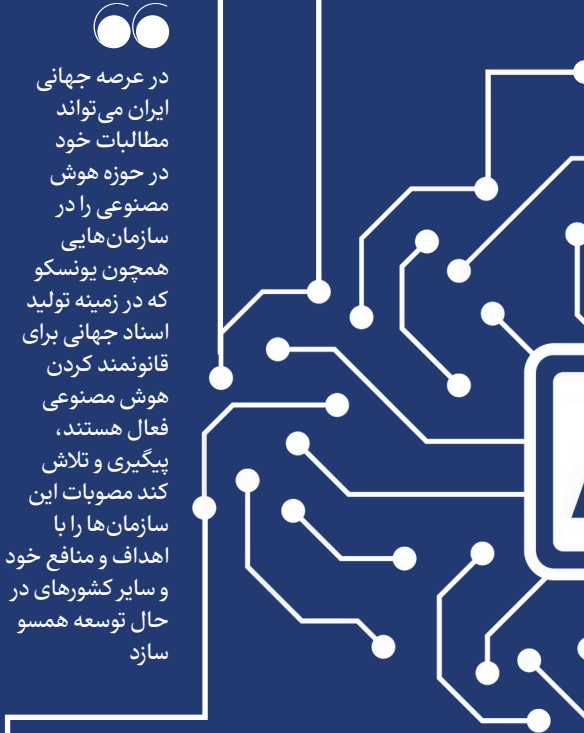 در عرصه جهانی
ایران می‌تواند
مطالبات خود
در حوزه هوش
مصنوعی را در
سازمان‌هایی
همچون یونسکو
که در زمینه تولید
اسناد جهانی برای
قانونمند کردن
هوش مصنوعی
فعال هستند،
پیگیری و تلاش
کند مصوبات این
سازمان‌ها را با
اهداف و منافع خود
و سایر کشورهای در
حال توسعه همسو
سازد